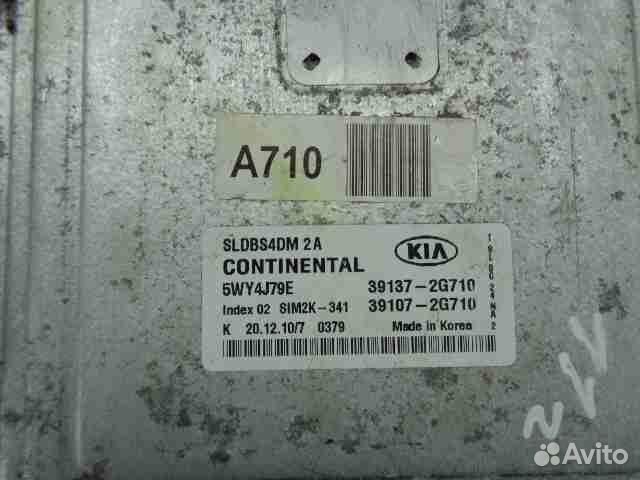 A710
SLDBS4DM 2A
KIA
CONTINENTAL
5WY4J79E 39137-2G710
Index 02 SIM2K-341 39107-2G710
K 20.12.10/7 0379 Made in Korea
NVV
Avito